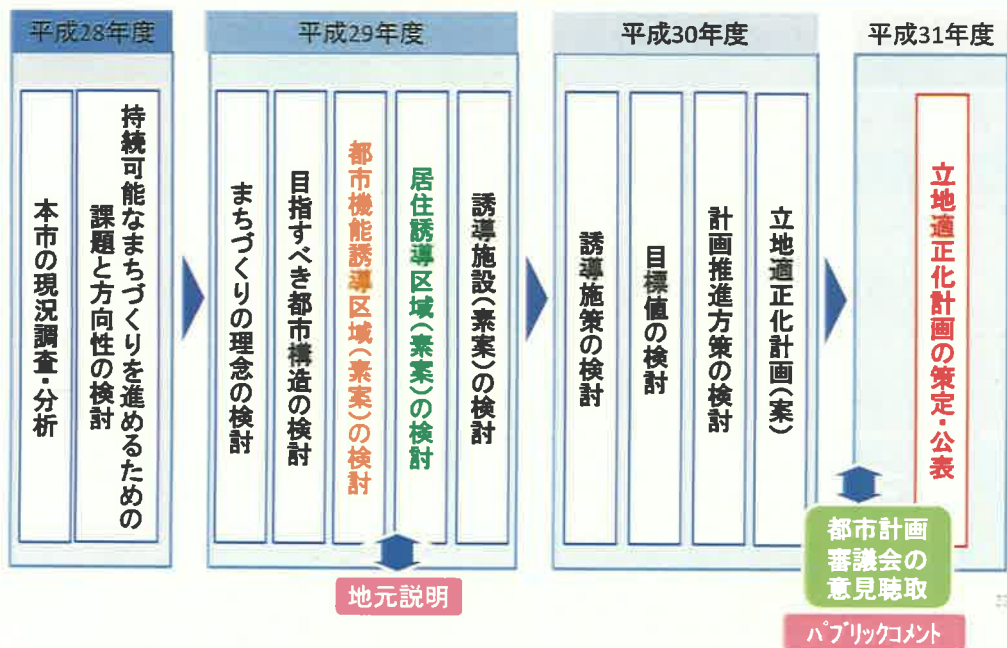 平成28年度
本市の現況調査・分析
持続可能なまちづくりを進めるための
課題と方向性の検討
平成29年度
まちづくりの理念の検討
目指すべき都市構造の検討
都市機能誘導区域(素案)の検討
居住誘導区域(素案)の検討
誘導施設(素案)の検討
地元説明
平成30年度
誘導施策の検討
目標値の検討
計画推進方策の検討
立地適正化計画(案)
平成31年度
立地適正化計画の策定・公表
都市計画
審議会の
意見聴取
パブリックコメント